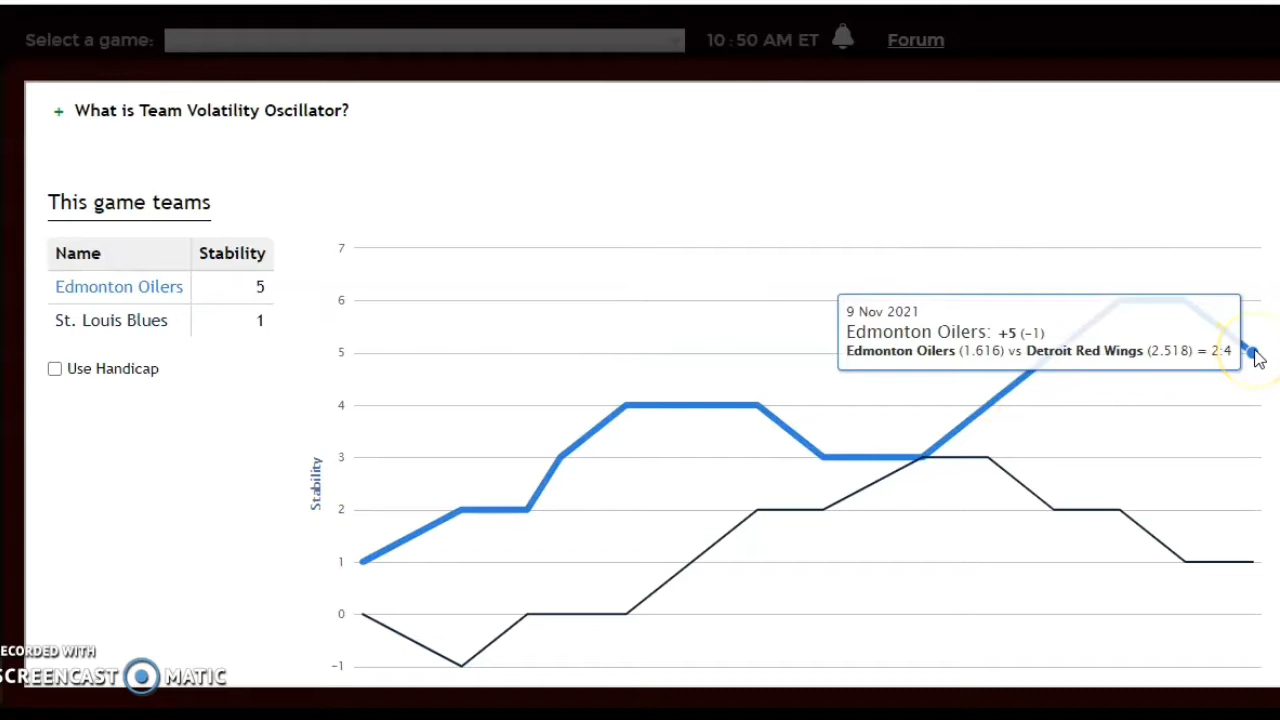 Select a game:
10:50 AM ET
Forum
+ What is Team Volatility Oscillator?
This game teams
Name Stability
Edmonton Oilers 5
St. Louis Blues 1
Use Handicap
Stability
7
6
5
4
3
2
1
0
-1
9 Nov 2021
Edmonton Oilers: +5 (-1)
Edmonton Oilers (1.616) vs Detroit Red Wings (2.518) = 2:4
ECORDED WITH
SCREENCAST MATIC